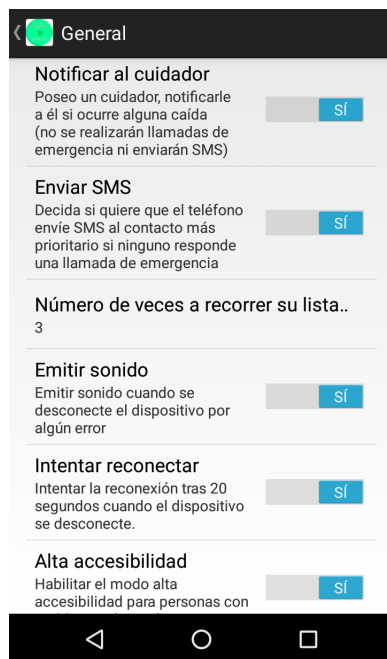 General
Notificar al cuidador
Poseo un cuidador, notificarle
a él si ocurre alguna caída
(no se realizarán llamadas de
emergencia ni enviarán SMS)
SÍ
Enviar SMS
Decida si quiere que el teléfono
envíe SMS al contacto más
prioritario si ninguno responde
una llamada de emergencia
SÍ
Número de veces a recorrer su lista..
3
Emitir sonido
Emitir sonido cuando se
desconecte el dispositivo por
algún error
SÍ
Intentar reconectar
Intentar la reconexión tras 20
segundos cuando el dispositivo
se desconecte.
SÍ
Alta accesibilidad
Habilitar el modo alta
accesibilidad para personas con
SÍ